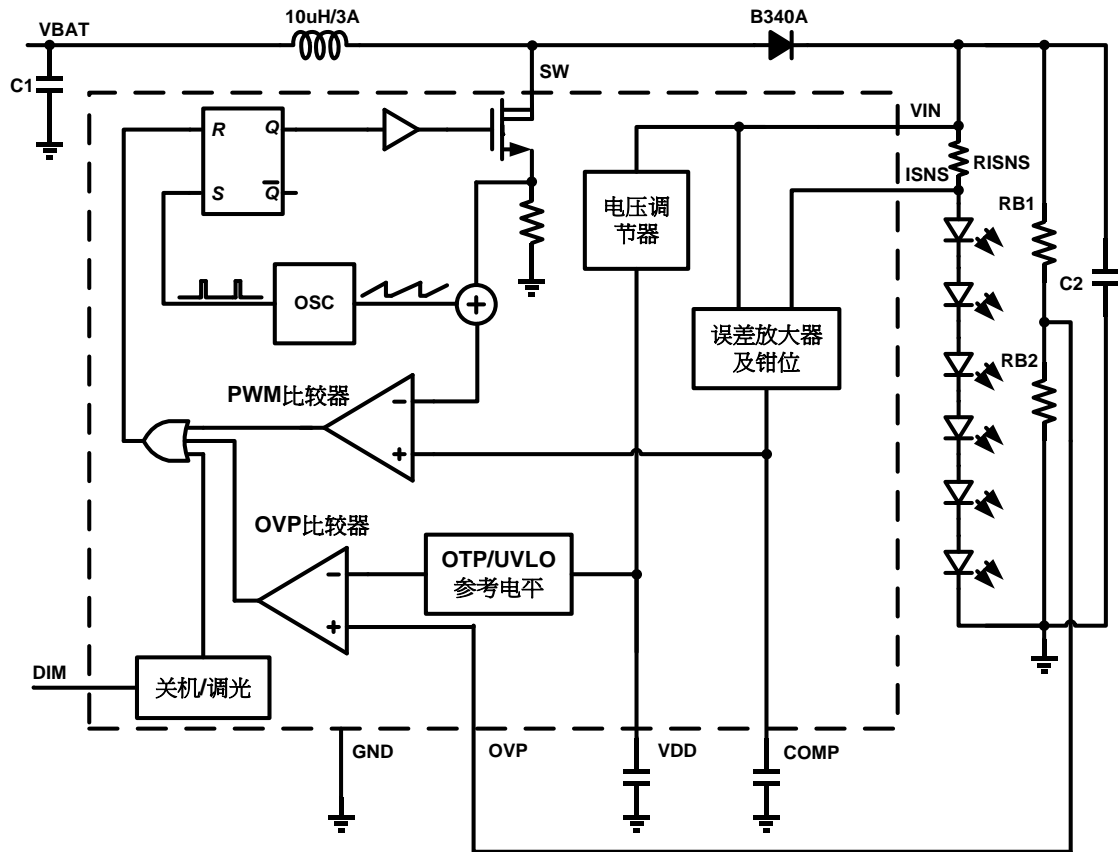 10uH/3A
B340A
VBAT
C1
SW
VIN
R
Q
S
Q
RISNS
ISNS
电压调
节器
RB1
OSC
C2
误差放大器
及钳位
RB2
PWM比较器
OVP比较器
OTP/UVLO
参考电平
DIM
关机/调光
GND
OVP
VDD
COMP